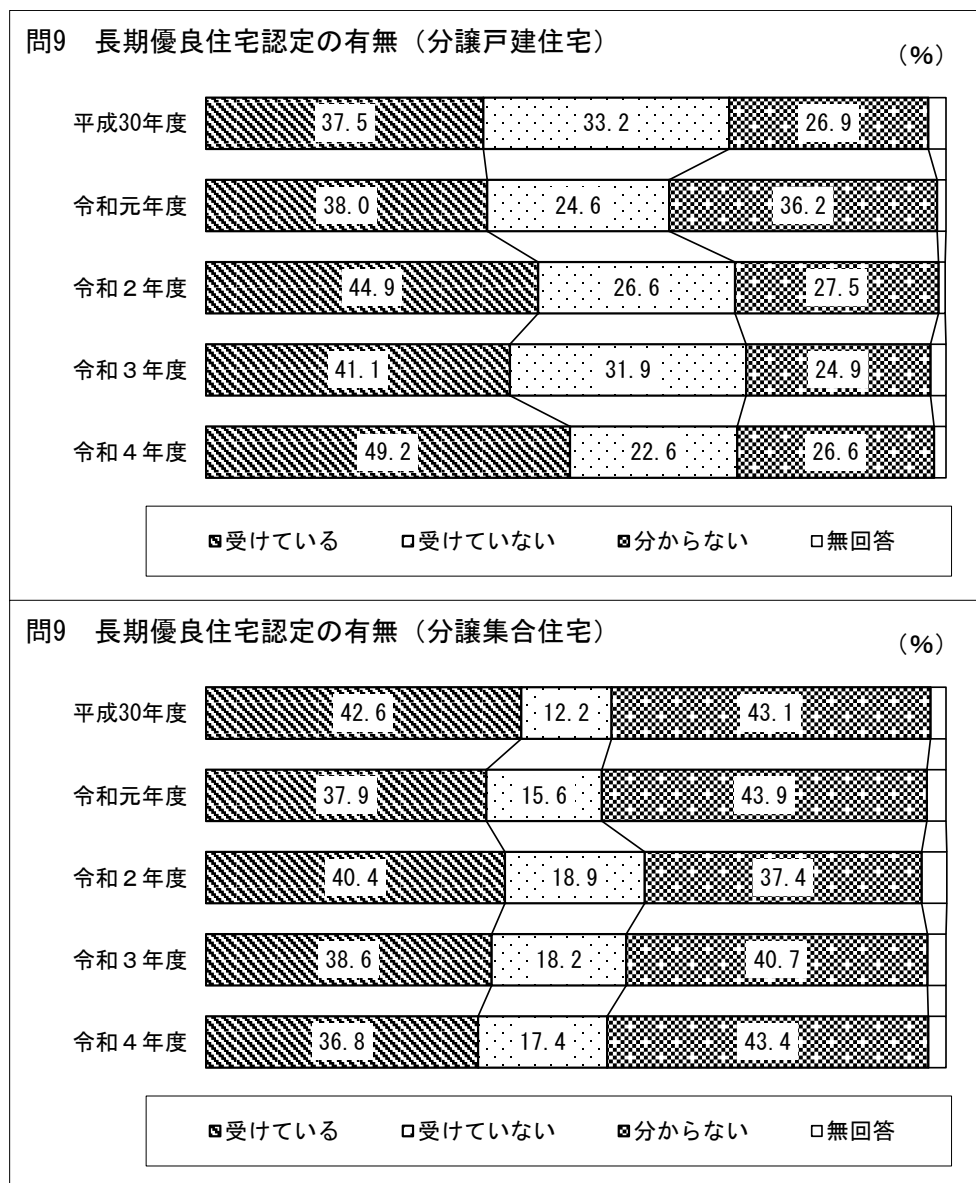 問9　長期優良住宅認定の有無（分譲戸建住宅）
（%）
平成30年度 37.5 33.2 26.9
令和元年度 38.0 24.6 36.2
令和２年度 44.9 26.6 27.5
令和３年度 41.1 31.9 24.9
令和４年度 49.2 22.6 26.6
受けている 受けていない 分からない 無回答
問9　長期優良住宅認定の有無（分譲集合住宅）
（%）
平成30年度 42.6 12.2 43.1
令和元年度 37.9 15.6 43.9
令和２年度 40.4 18.9 37.4
令和３年度 38.6 18.2 40.7
令和４年度 36.8 17.4 43.4
受けている 受けていない 分からない 無回答